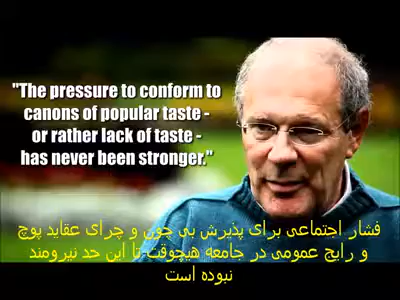 "The pressure to conform to
canons of popular taste -
or rather lack of taste -
has never been stronger."
فشار اجتماعی برای پذیرش بی چون و چرای عقاید پوچ
و رایج عمومی در جامعه هیچوقت تا این حد نیرومند
نبوده است